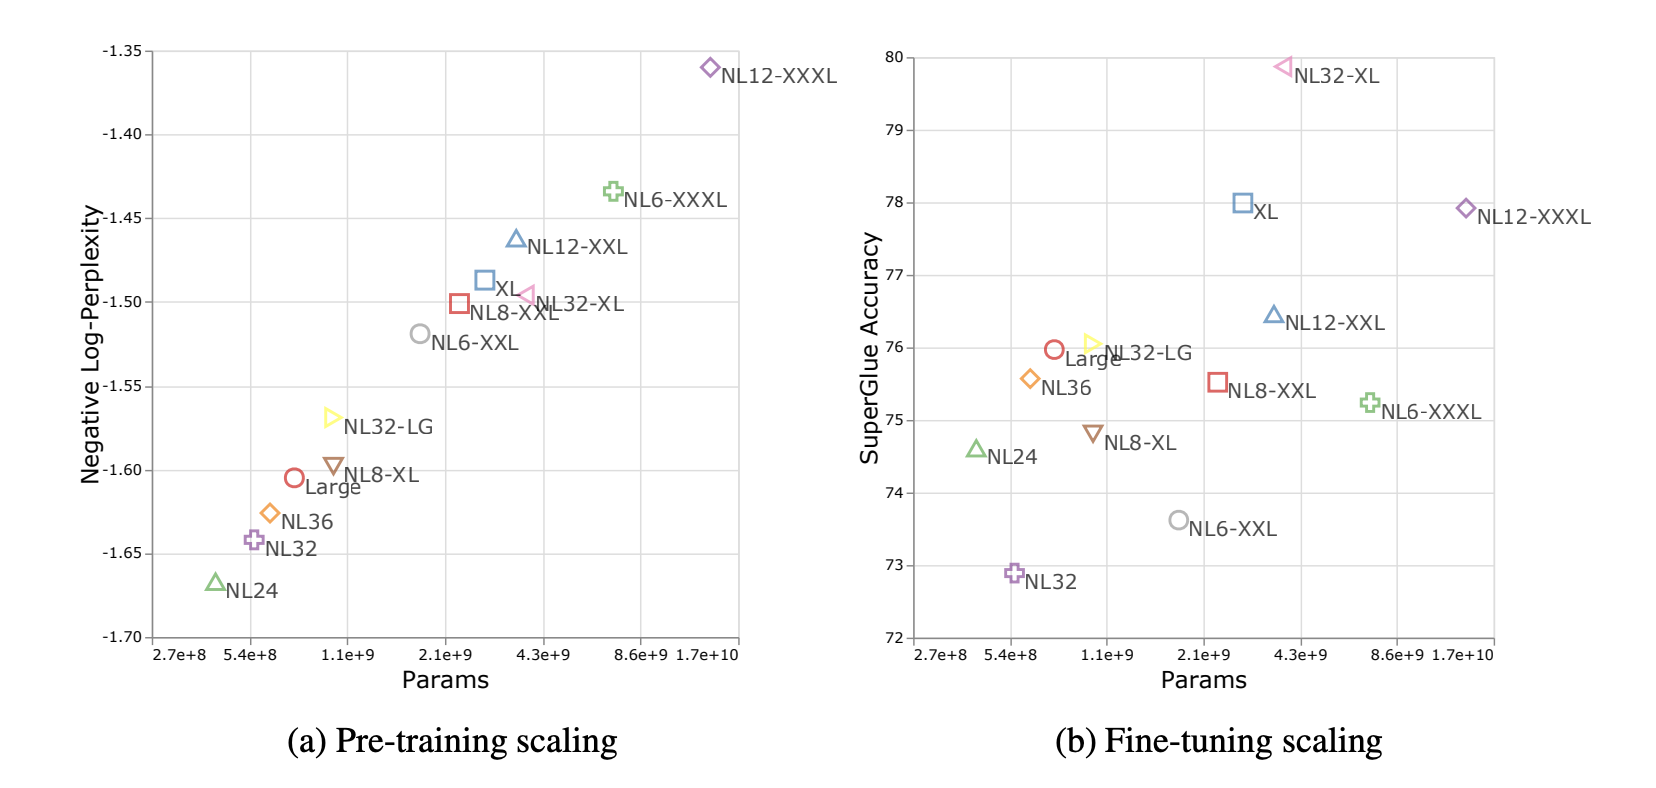 -1.35
NL12-XXXL
-1.40
NL6-XXXL
-1.45
NL12-XXL
XL
-1.50
NL32-XL
NL8-XXL
NL6-XXL
-1.55
NL32-LG
-1.60
NL8-XL
Large
NL36
NL32
-1.65
NL24
-1.70
Negative Log-Perplexity
2.7e+8 5.4e+8 1.1e+9 2.1e+9 4.3e+9 8.6e+9 1.7e+10
Params
(a) Pre-training scaling
80
NL32-XL
79
78
XL
NL12-XXXL
77
NL12-XXL
76
NL32-LG
Large
NL36
NL8-XXL
NL6-XXXL
75
NL8-XL
NL24
74
NL6-XXL
73
NL32
72
SuperGlue Accuracy
2.7e+8 5.4e+8 1.1e+9 2.1e+9 4.3e+9 8.6e+9 1.7e+10
Params
(b) Fine-tuning scaling